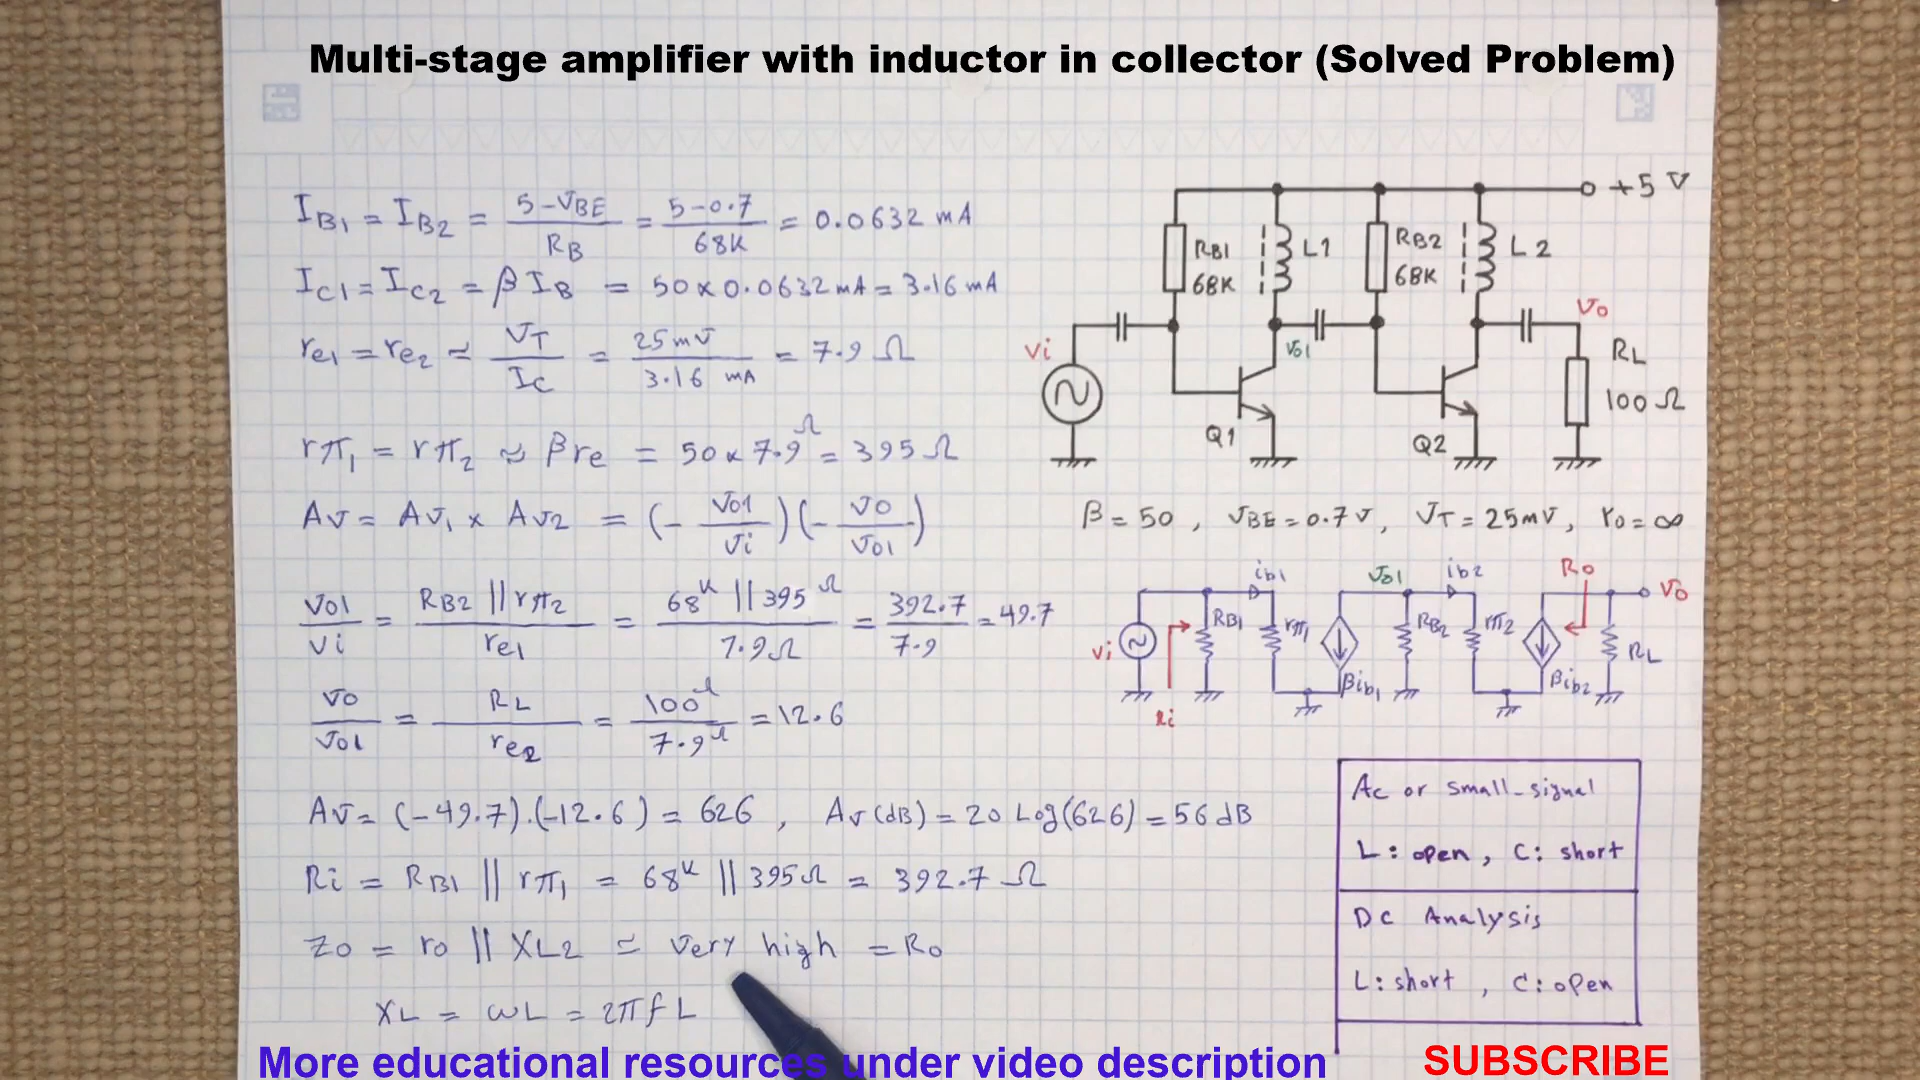 Multi-stage amplifier with inductor in collector (Solved Problem)
IB1 = IB2 = (5-VBE)/RB = (5-0.7)/68K = 0.0632 mA
IC1 = IC2 = β IB = 50 x 0.0632 mA = 3.16 mA
re1 = re2 ≃ VT/IC = 25mV/3.16 mA = 7.9 Ω
rπ1 = rπ2 ≈ βre = 50 x 7.9Ω = 395 Ω
AV = AV1 x AV2 = (- Vo1/Vi)(- Vo/Vo1)
Vo1/Vi = (RB2 || rπ2)/re1 = (68K || 395Ω)/7.9Ω = 392.7/7.9 = 49.7
Vo/Vo1 = RL/re2 = 100Ω/7.9Ω = 12.6
AV = (-49.7).(-12.6) = 626 , AV(dB) = 20 Log(626) = 56 dB
Ri = RB1 || rπ1 = 68K || 395Ω = 392.7 Ω
Zo = ro || XL2 ≃ very high = Ro
XL = ωL = 2πfL
+5 V
RB1
68K
L1
RB2
68K
L2
Vi
Vo1
Vo
RL
100Ω
Q1
Q2
β = 50 , VBE = 0.7V , VT = 25mV , ro = ∞
ib1
Vo1
ib2
Ro
Vo
Vi
RB1
rπ1
RB2
rπ2
RL
βib1
βib2
Ri
Ac or small-signal
L: open , C: short
DC Analysis
L: short , C: open
More educational resources under video description
SUBSCRIBE